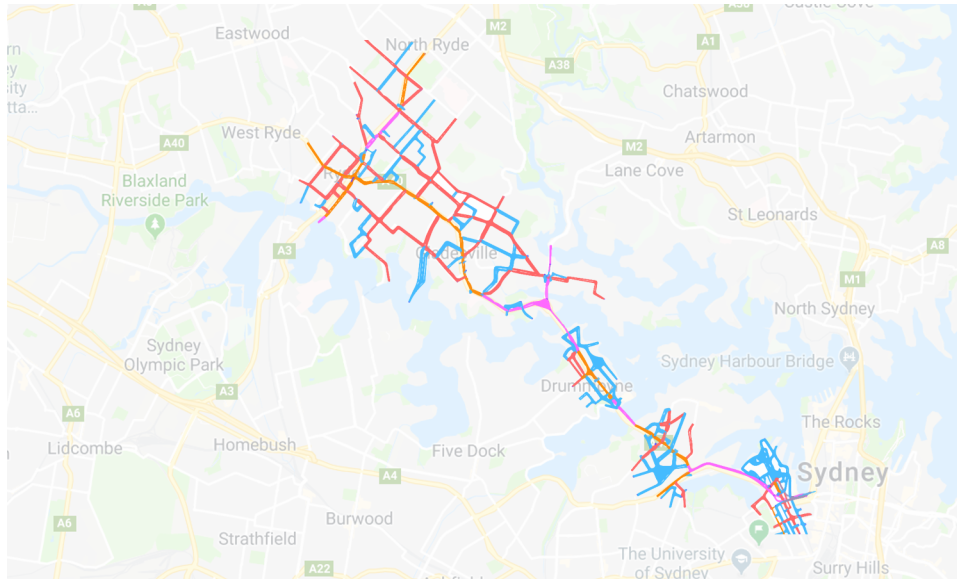 Eastwood
North Ryde
M2
A38
A1
Chatswood
West Ryde
A40
Artarmon
M2
Lane Cove
Blaxland
Riverside Park
St Leonards
A3
A8
M1
North Sydney
Sydney
Olympic Park
Sydney Harbour Bridge
A3
Drummoyne
A6
The Rocks
Lidcombe
Homebush
Five Dock
A4
Sydney
A6
Burwood
Strathfield
The University
of Sydney
A22
Surry Hills